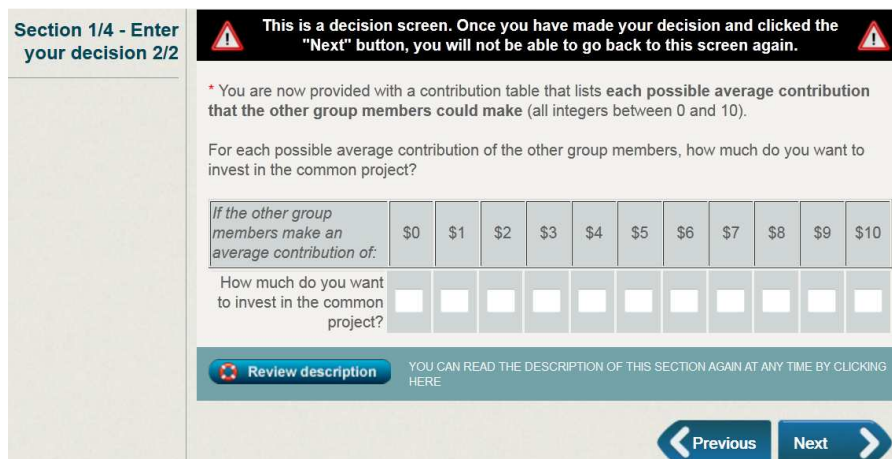 Section 1/4 - Enter
your decision 2/2
This is a decision screen. Once you have made your decision and clicked the
"Next" button, you will not be able to go back to this screen again.
* You are now provided with a contribution table that lists each possible average contribution
that the other group members could make (all integers between 0 and 10).
For each possible average contribution of the other group members, how much do you want to
invest in the common project?
If the other group
members make an
average contribution of:
$0 $1 $2 $3 $4 $5 $6 $7 $8 $9 $10
How much do you want
to invest in the common
project?
Review description
YOU CAN READ THE DESCRIPTION OF THIS SECTION AGAIN AT ANY TIME BY CLICKING
HERE
Previous Next